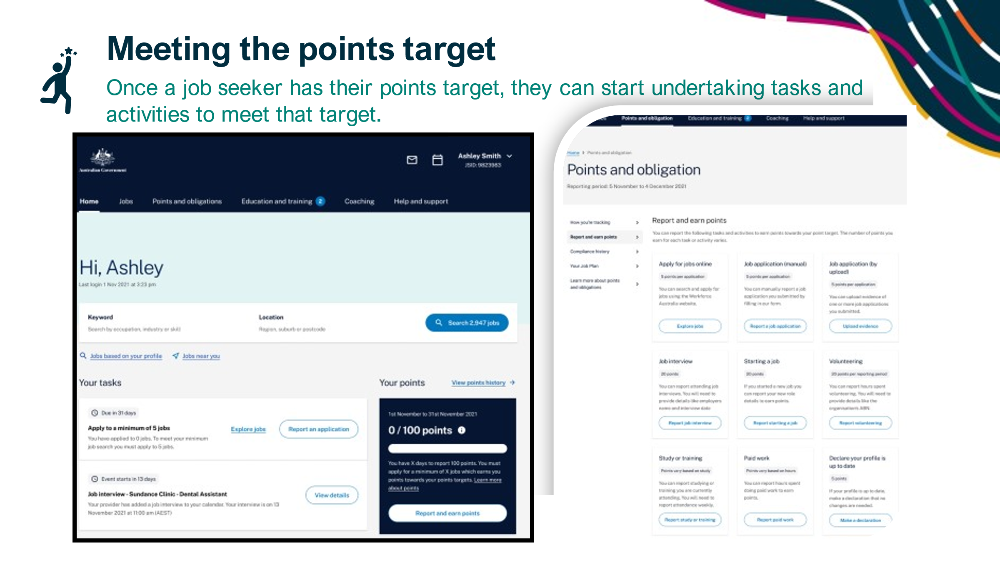 Meeting the points target
Once a job seeker has their points target, they can start undertaking tasks and
activities to meet that target.
Australian Government
Ashley Smith
JSID: 9823983
Home Jobs Points and obligations Education and training 2 Coaching Help and support
Hi, Ashley
Last login 1 Nov 2021 at 3:23 pm
Keyword
Search by occupation, industry or skill
Location
Region, suburb or postcode
Search 2,947 jobs
Jobs based on your profile Jobs near you
Your tasks
Due in 31 days
Apply to a minimum of 5 jobs
You have applied to 0 jobs. To meet your minimum
job search you must apply to 5 jobs.
Explore jobs
Report an application
Event starts in 13 days
Job interview - Sundance Clinic - Dental Assistant
Your provider has added a job interview to your calendar. Your interview is on 13
November 2021 at 11:00 am (AEST)
View details
Your points
View points history
1st November to 31st November 2021
0 / 100 points
You have X days to report 100 points. You must
apply for a minimum of X jobs which earns you
points towards your points targets. Learn more
about points
Report and earn points
Points and obligation Education and training Coaching Help and support
Home Points and obligation
Points and obligation
Reporting period: 5 November to 4 December 2021
How you're tracking
Report and earn points
Compliance history
Your Job Plan
Learn more about points
and obligations
Report and earn points
You can report the following tasks and activities to earn points towards your point target. The number of points you
earn for each task or activity varies.
Apply for jobs online
5 points per application
You can search and apply for
jobs using the Workforce
Australia website.
Explore jobs
Job application (manual)
5 points per application
You can manually report a job
application you submitted by
filling in our form.
Report a job application
Job application (by
upload)
5 points per application
You can upload evidence of
one or more job applications
you submitted.
Upload evidence
Job interview
20 points
You can report attending job
interviews. You will need to
provide details like employers
name and interview date
Report job interview
Starting a job
20 points
If you started a new job you
can report your new role
details to earn points.
Report starting a job
Volunteering
20 points per reporting period
You can report hours spent
volunteering. You will need to
provide details like the
organisation's ABN.
Report volunteering
Study or training
Points vary based on study
You can report studying or
training you are currently
attending. You will need to
report attendance weekly.
Report study or training
Paid work
Points vary based on hours
You can report hours spent
doing paid work to earn
points.
Report paid work
Declare your profile is
up to date
5 points
If your profile is up to date,
make a declaration that no
changes are needed.
Make a declaration